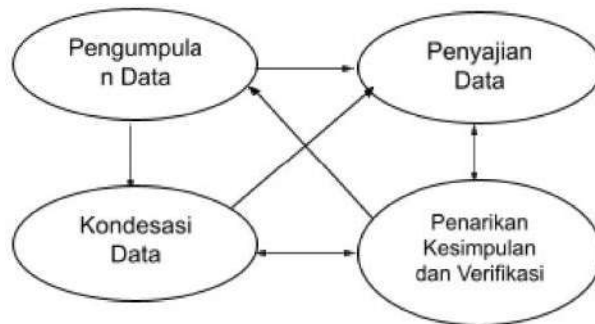 Pengumpula
n Data
Penyajian
Data
Kondesasi
Data
Penarikan
Kesimpulan
dan Verifikasi